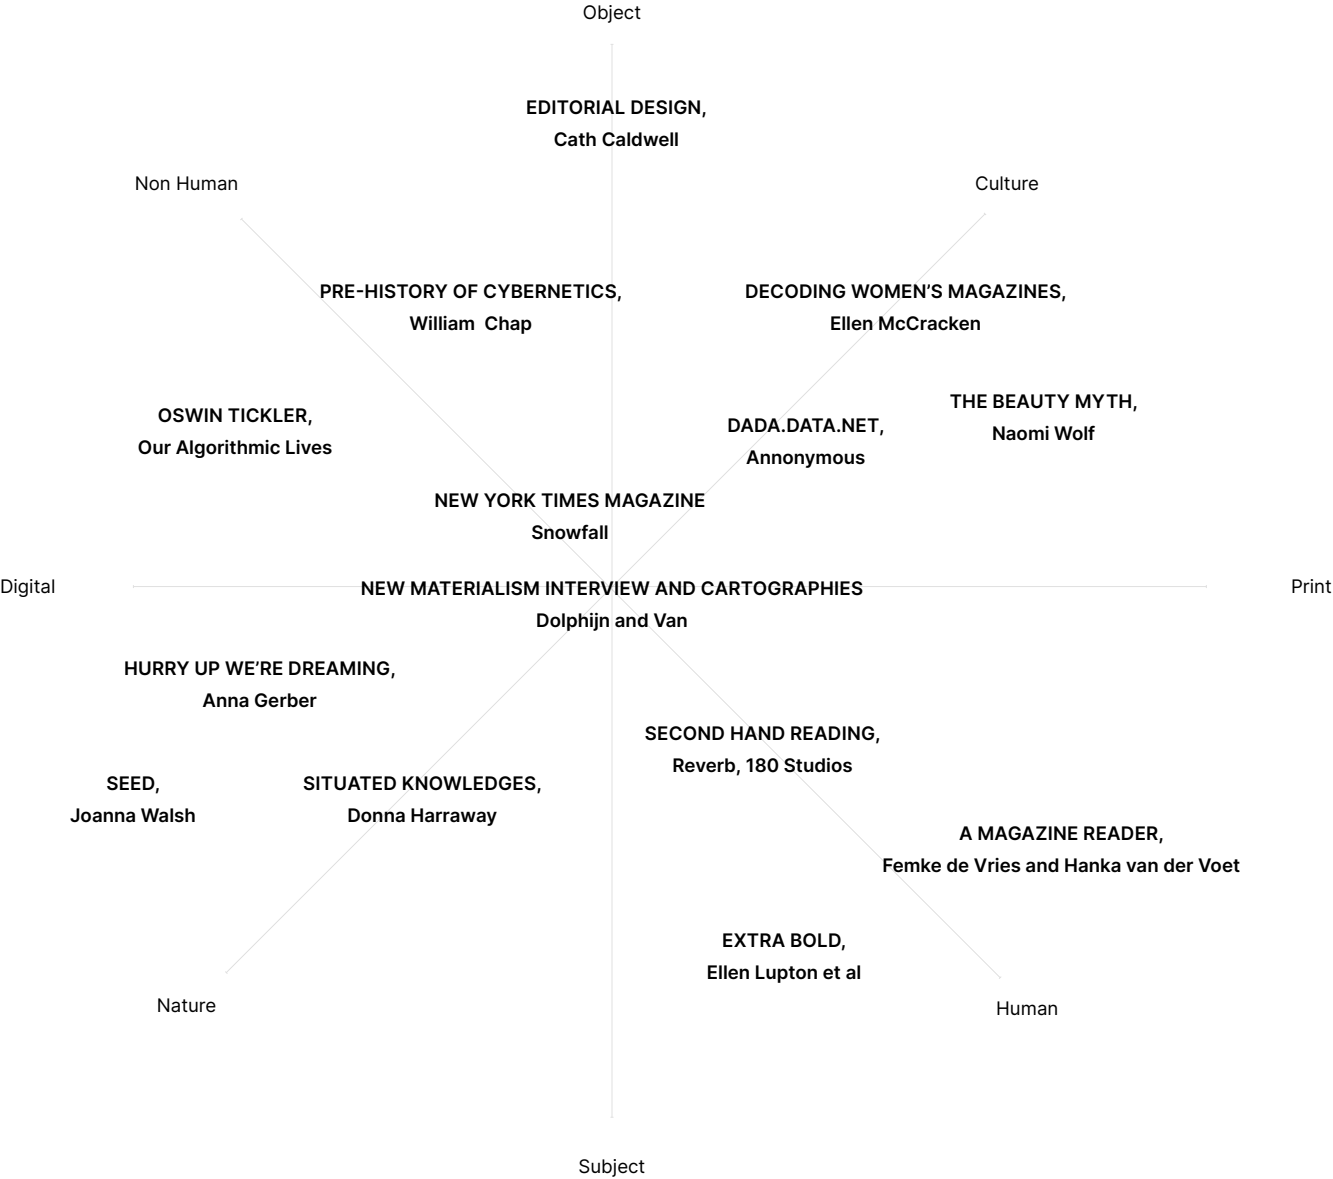 Object
EDITORIAL DESIGN,
Cath Caldwell
Non Human
Culture
PRE-HISTORY OF CYBERNETICS,
William  Chap
DECODING WOMEN’S MAGAZINES,
Ellen McCracken
OSWIN TICKLER,
Our Algorithmic Lives
DADA.DATA.NET,
Annonymous
THE BEAUTY MYTH,
Naomi Wolf
NEW YORK TIMES MAGAZINE
Snowfall
Digital
NEW MATERIALISM INTERVIEW AND CARTOGRAPHIES
Dolphijn and Van
Print
HURRY UP WE’RE DREAMING,
Anna Gerber
SECOND HAND READING,
Reverb, 180 Studios
SEED,
Joanna Walsh
SITUATED KNOWLEDGES,
Donna Harraway
A MAGAZINE READER,
Femke de Vries and Hanka van der Voet
EXTRA BOLD,
Ellen Lupton et al
Nature
Human
Subject